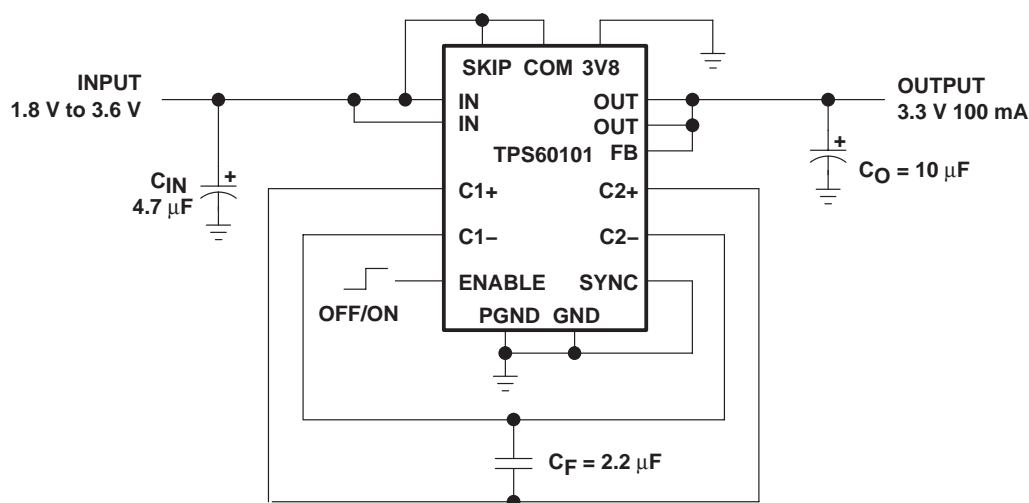 SKIP COM 3V8
INPUT
1.8 V to 3.6 V
IN
IN
OUT
OUT
FB
TPS60101
OUTPUT
3.3 V 100 mA
CIN
4.7 μF
+
+
CO = 10 μF
C1+
C2+
C1−
C2−
ENABLE
SYNC
OFF/ON
PGND GND
CF = 2.2 μF